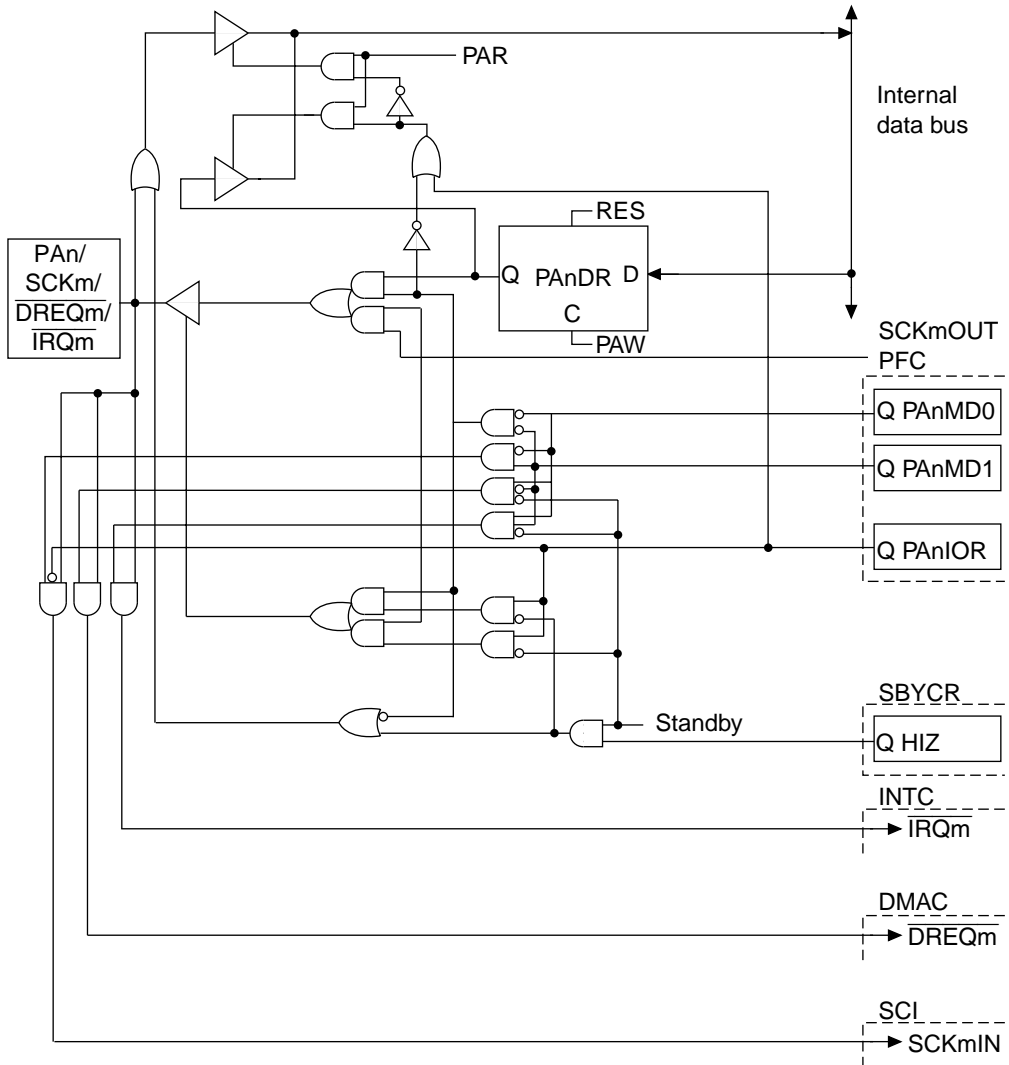 PAR
Internal
data bus
RES
PAn/
SCKm/
DREQm/
IRQm
Q PAnDR D
C
PAW
SCKmOUT
PFC
Q PAnMD0
Q PAnMD1
Q PAnIOR
SBYCR
Standby
Q HIZ
INTC
IRQm
DMAC
DREQm
SCI
SCKmIN